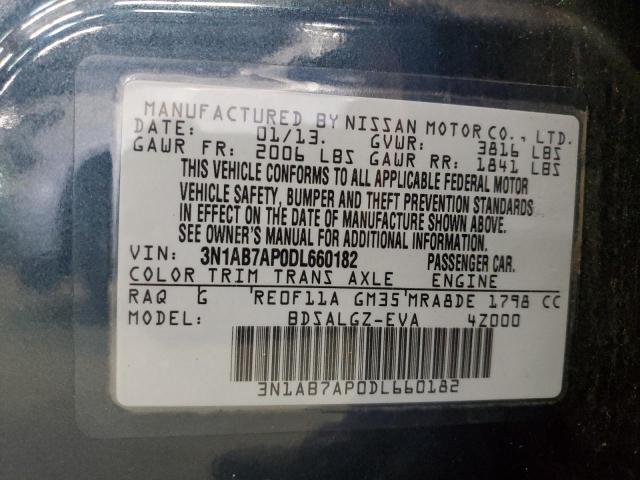 MANUFACTURED BY NISSAN MOTOR CO., LTD.
DATE: 01/13. GVWR: 3816 LBS
GAWR FR: 2006 LBS GAWR RR: 1841 LBS
THIS VEHICLE CONFORMS TO ALL APPLICABLE FEDERAL MOTOR
VEHICLE SAFETY, BUMPER AND THEFT PREVENTION STANDARDS
IN EFFECT ON THE DATE OF MANUFACTURE SHOWN ABOVE.
SEE OWNER'S MANUAL FOR ADDITIONAL INFORMATION.
VIN: 3N1AB7AP0DL660182 PASSENGER CAR.
COLOR TRIM TRANS AXLE ENGINE
RAQ G RE0F11A GM35 MRA8DE 1798 CC
MODEL: BDSALGZ-EVA 4Z000
3N1AB7AP0DL660182